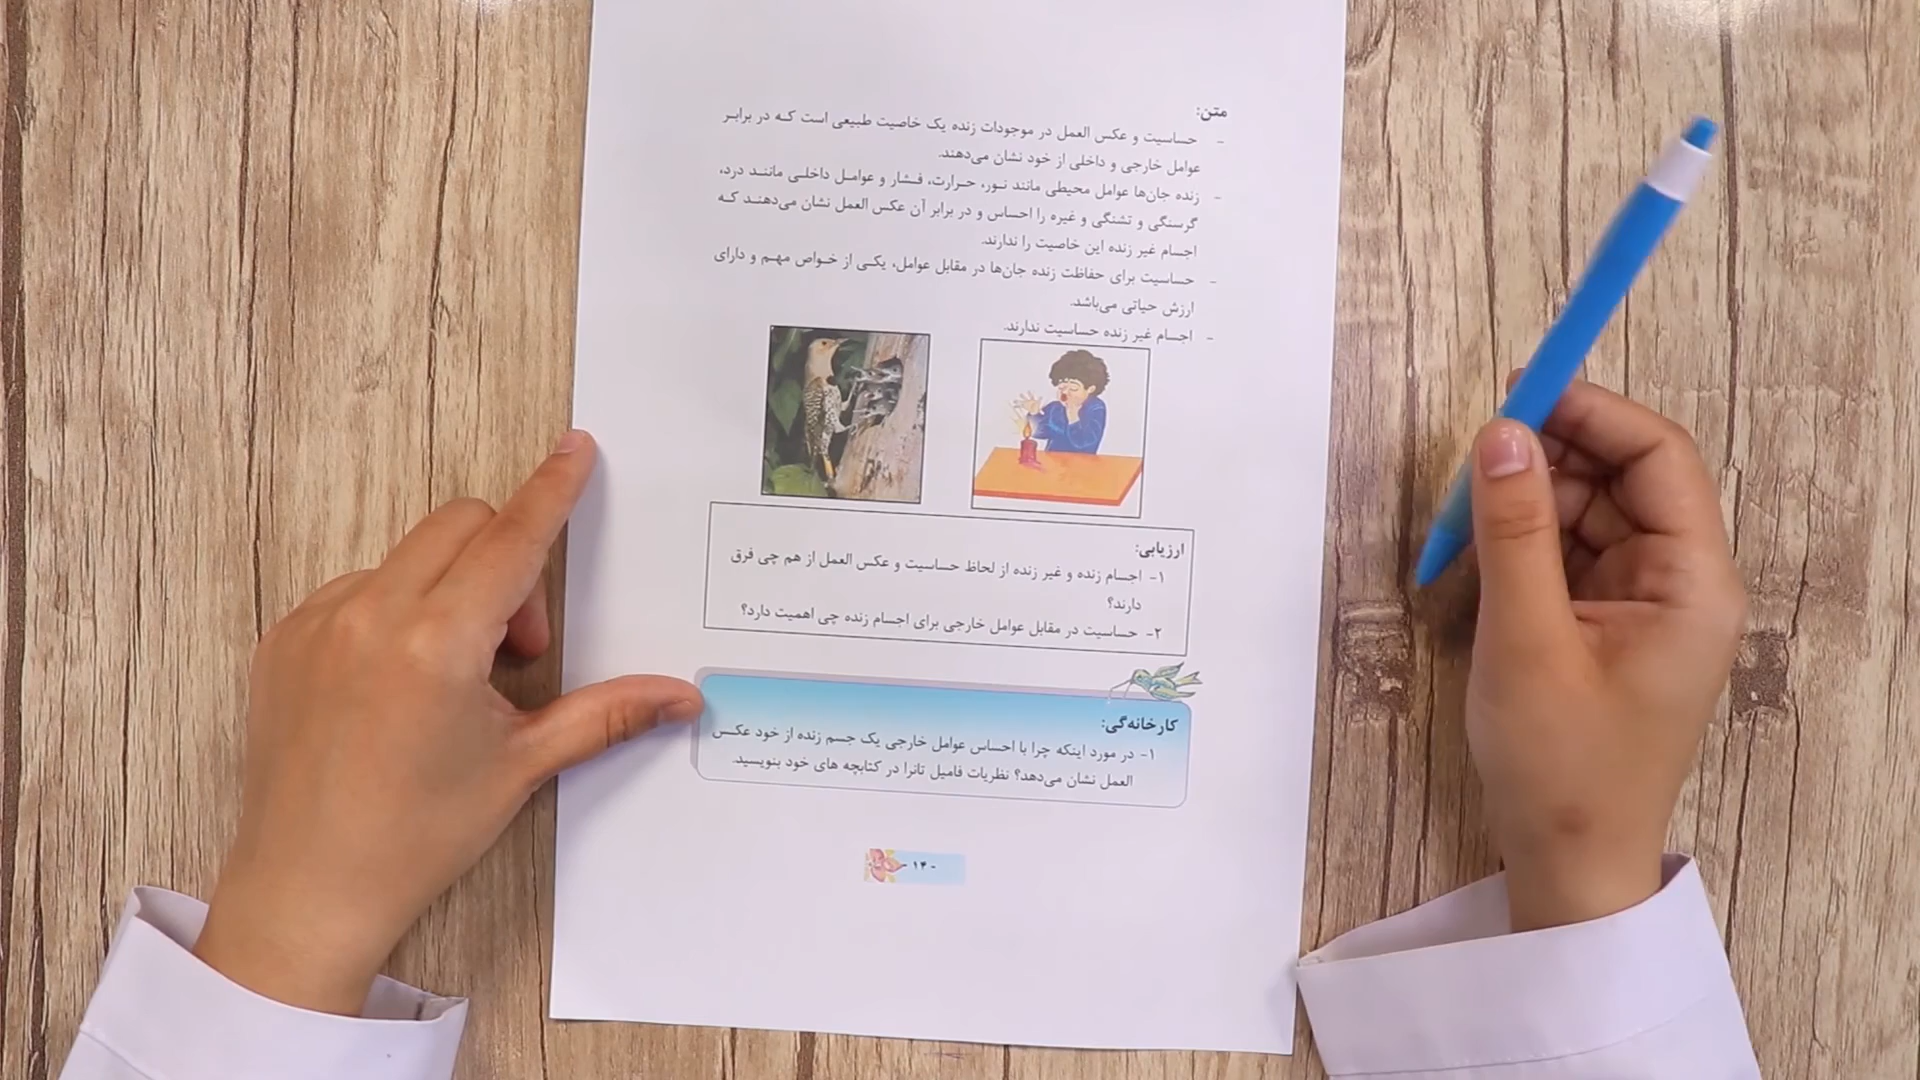 متن:
- حساسیت و عکس العمل در موجودات زنده یک خاصیت طبیعی است که در برابر
عوامل خارجی و داخلی از خود نشان می‌دهند.
- زنده جان‌ها عوامل محیطی مانند نور، حرارت، فشار و عوامل داخلی مانند درد،
گرسنگی و تشنگی و غیره را احساس و در برابر آن عکس العمل نشان می‌دهند که
اجسام غیر زنده این خاصیت را ندارند.
- حساسیت برای حفاظت زنده جان‌ها در مقابل عوامل، یکی از خواص مهم و دارای
ارزش حیاتی می‌باشد.
- اجسام غیر زنده حساسیت ندارند.
ارزیابی:
۱- اجسام زنده و غیر زنده از لحاظ حساسیت و عکس العمل از هم چی فرق
دارند؟
۲- حساسیت در مقابل عوامل خارجی برای اجسام زنده چی اهمیت دارد؟
کارخانه‌گی:
۱- در مورد اینکه چرا با احساس عوامل خارجی یک جسم زنده از خود عکس
العمل نشان می‌دهد؟ نظریات فامیل تانرا در کتابچه های خود بنویسید.
- ۱۴ -